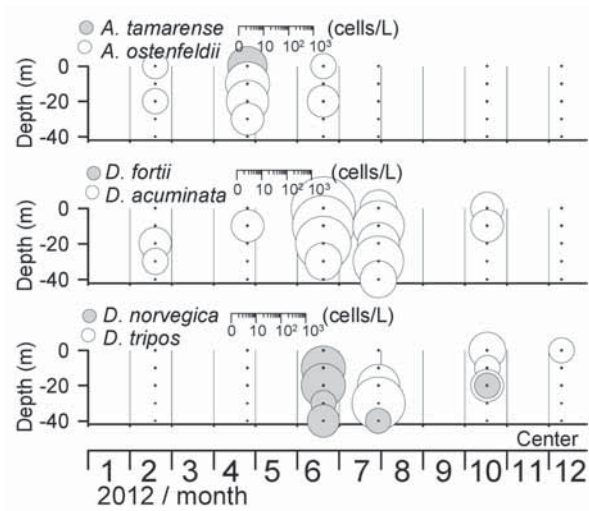 A. tamarense
A. ostenfeldii
0 10 10² 10³ (cells/L)
Depth (m)
0
-20
-40
D. fortii
D. acuminata
0 10 10² 10³ (cells/L)
Depth (m)
0
-20
-40
D. norvegica
D. tripos
0 10 10² 10³ (cells/L)
Depth (m)
0
-20
-40
Center
1 2 3 4 5 6 7 8 9 10 11 12
2012 / month